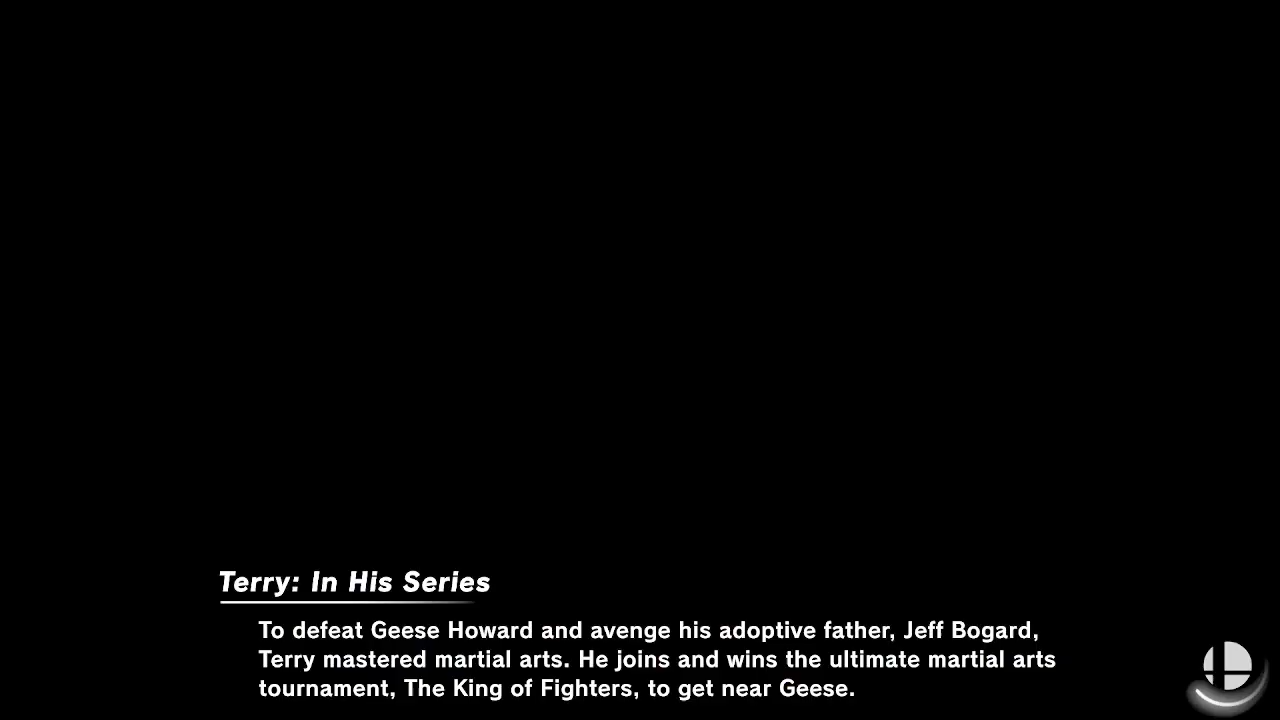 Terry: In His Series
To defeat Geese Howard and avenge his adoptive father, Jeff Bogard,
Terry mastered martial arts. He joins and wins the ultimate martial arts
tournament, The King of Fighters, to get near Geese.